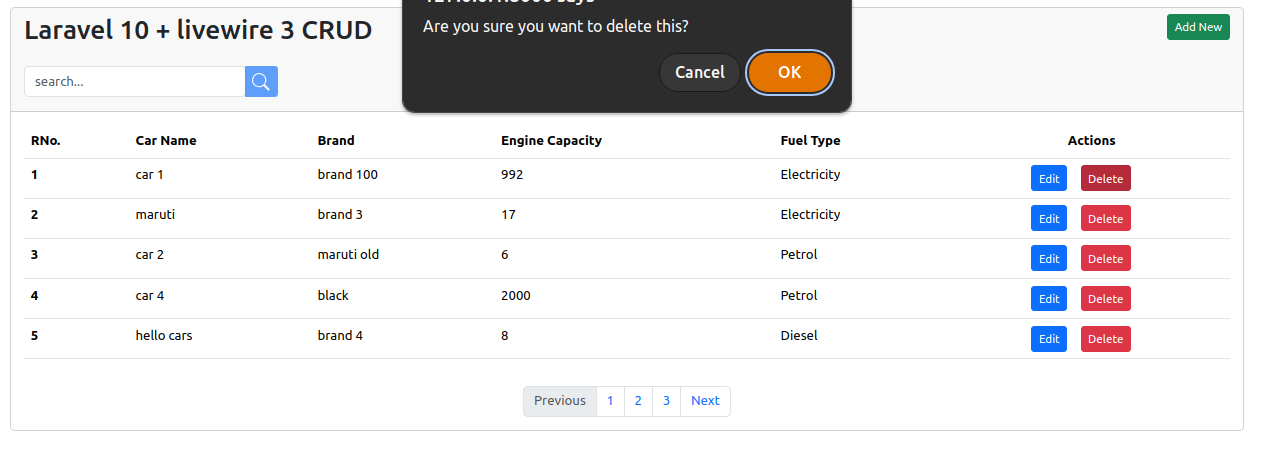 Laravel 10 + livewire 3 CRUD
Are you sure you want to delete this?
Cancel OK
Add New
search...
RNo. Car Name Brand Engine Capacity Fuel Type Actions
1 car 1 brand 100 992 Electricity Edit Delete
2 maruti brand 3 17 Electricity Edit Delete
3 car 2 maruti old 6 Petrol Edit Delete
4 car 4 black 2000 Petrol Edit Delete
5 hello cars brand 4 8 Diesel Edit Delete
Previous 1 2 3 Next